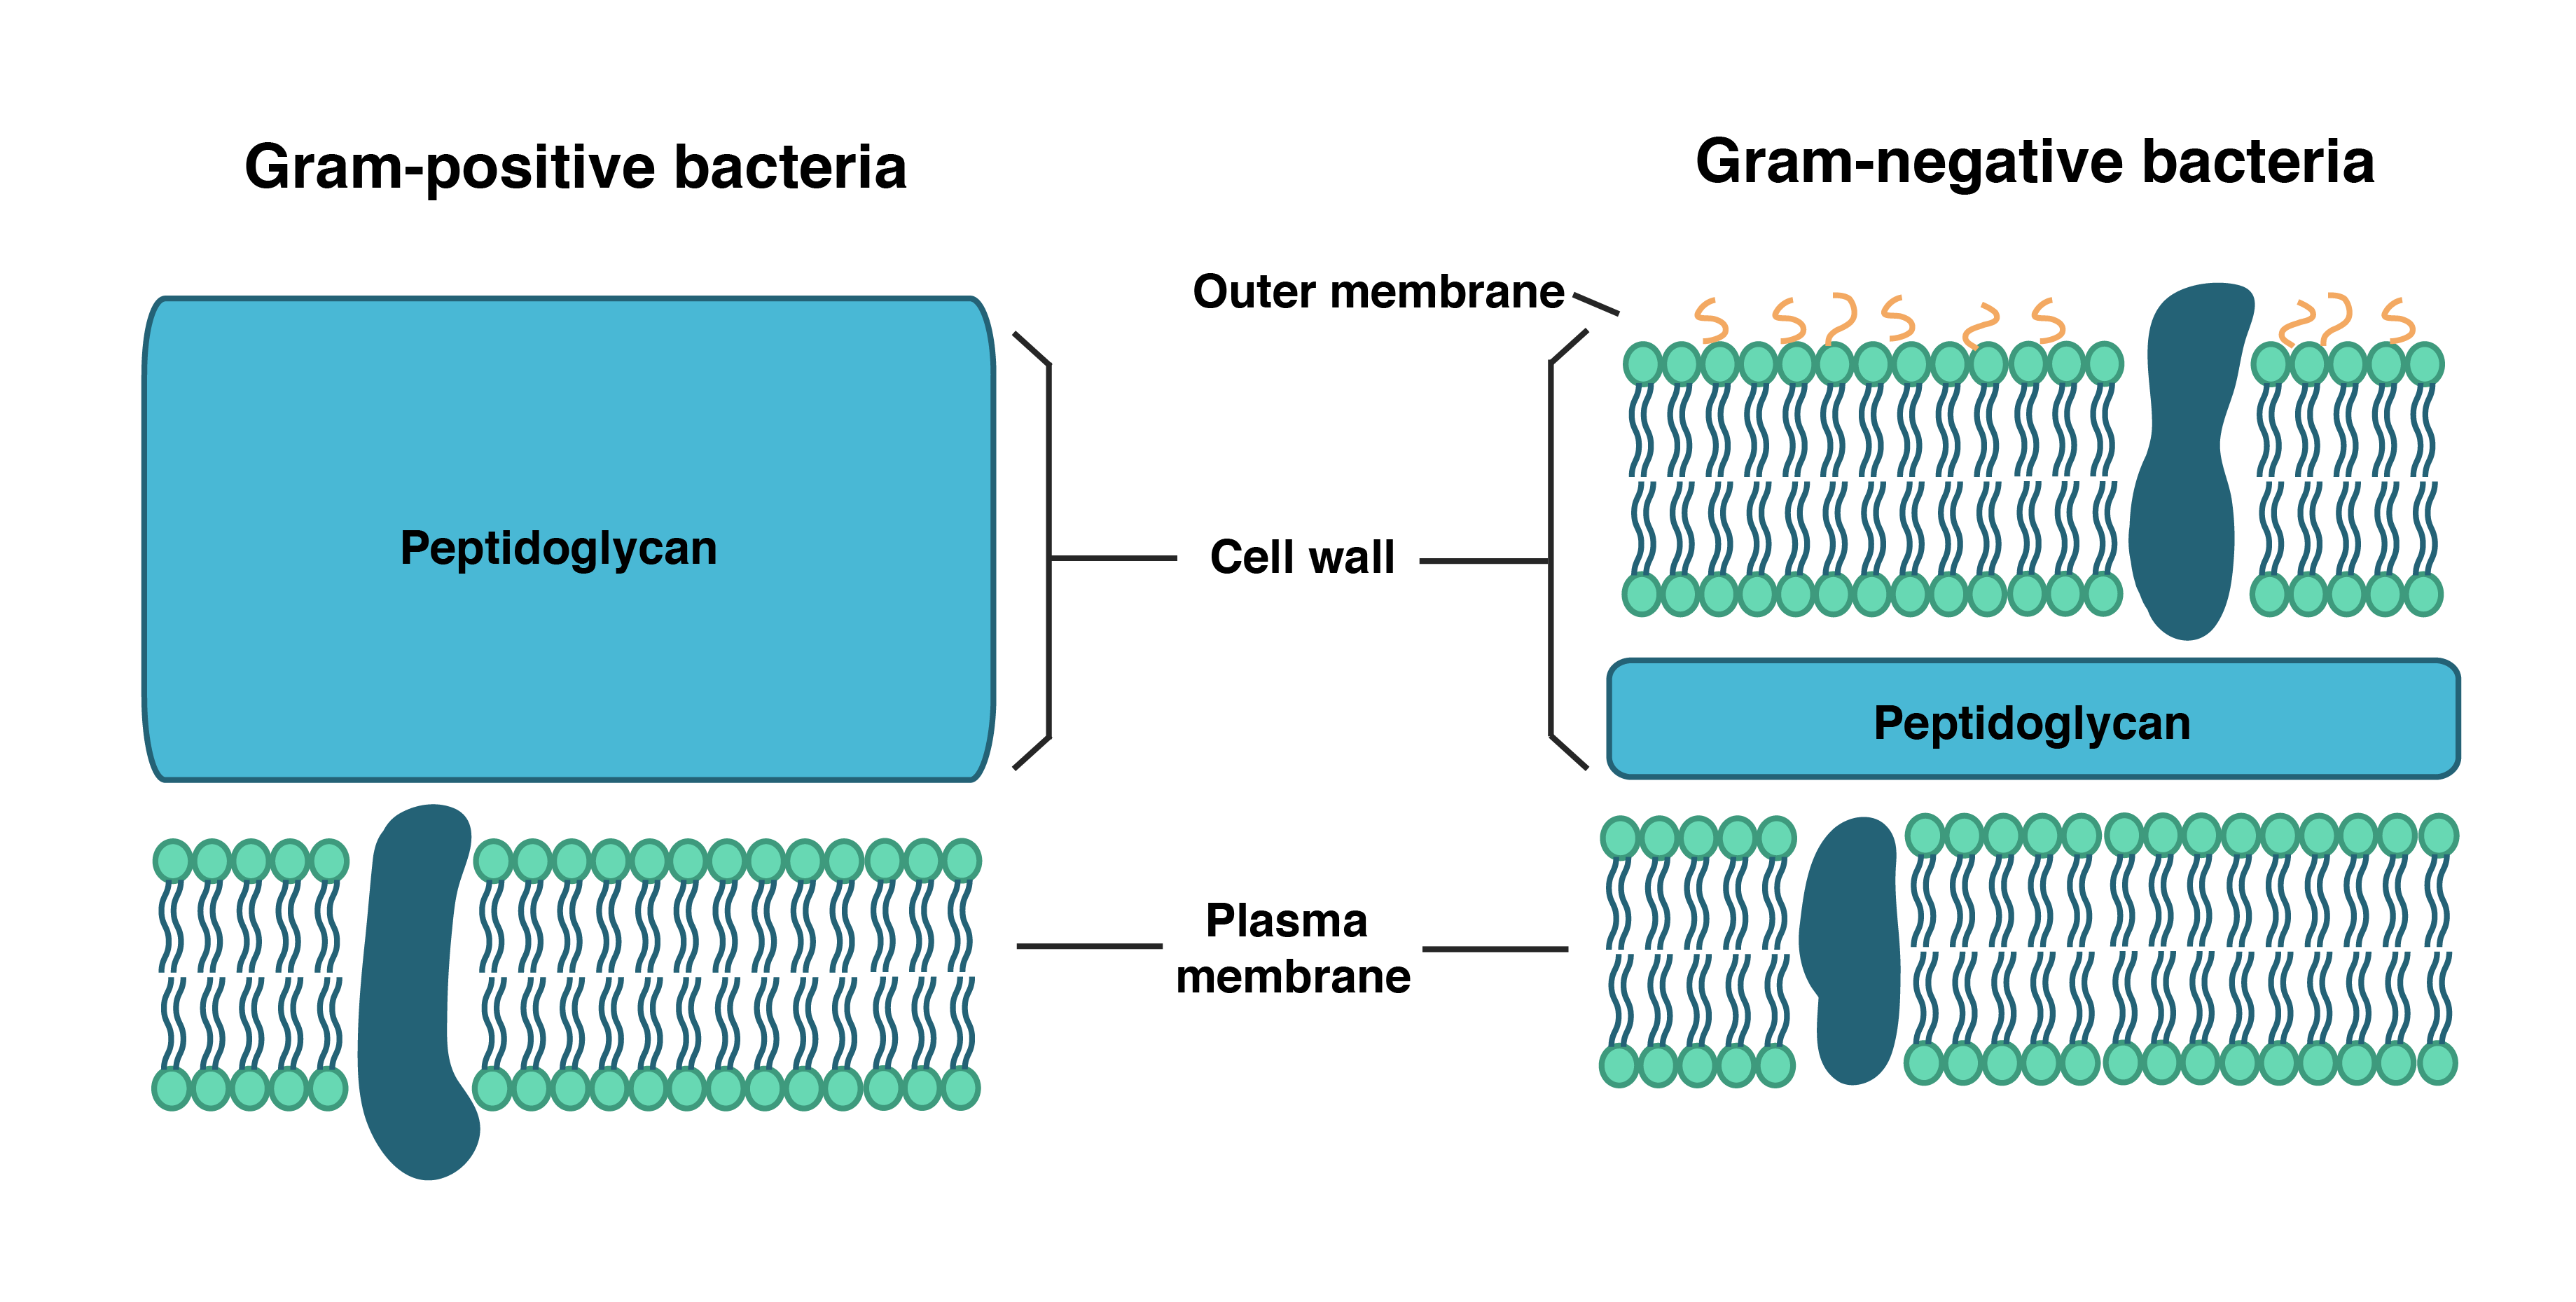 Gram-positive bacteria
Gram-negative bacteria
Outer membrane
Peptidoglycan
Cell wall
Peptidoglycan
Plasma
membrane